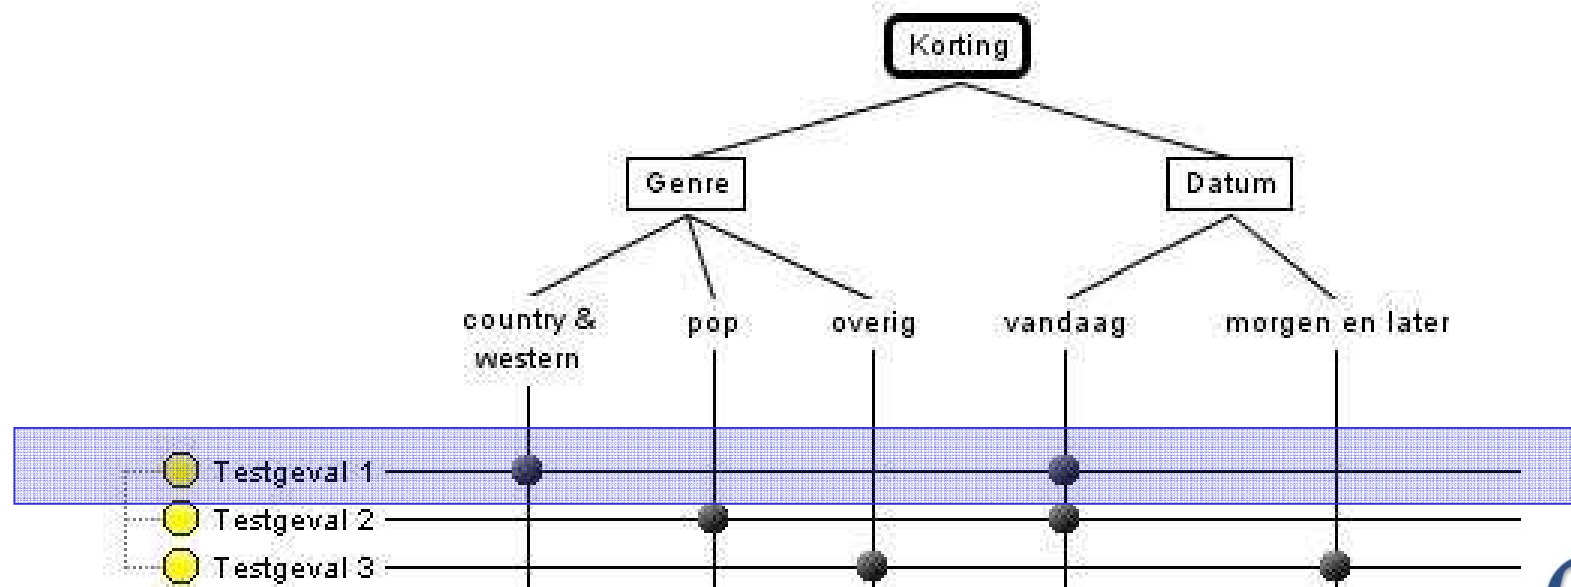 Korting
Genre
Datum
country &
western
pop
overig
vandaag
morgen en later
Testgeval 1
Testgeval 2
Testgeval 3